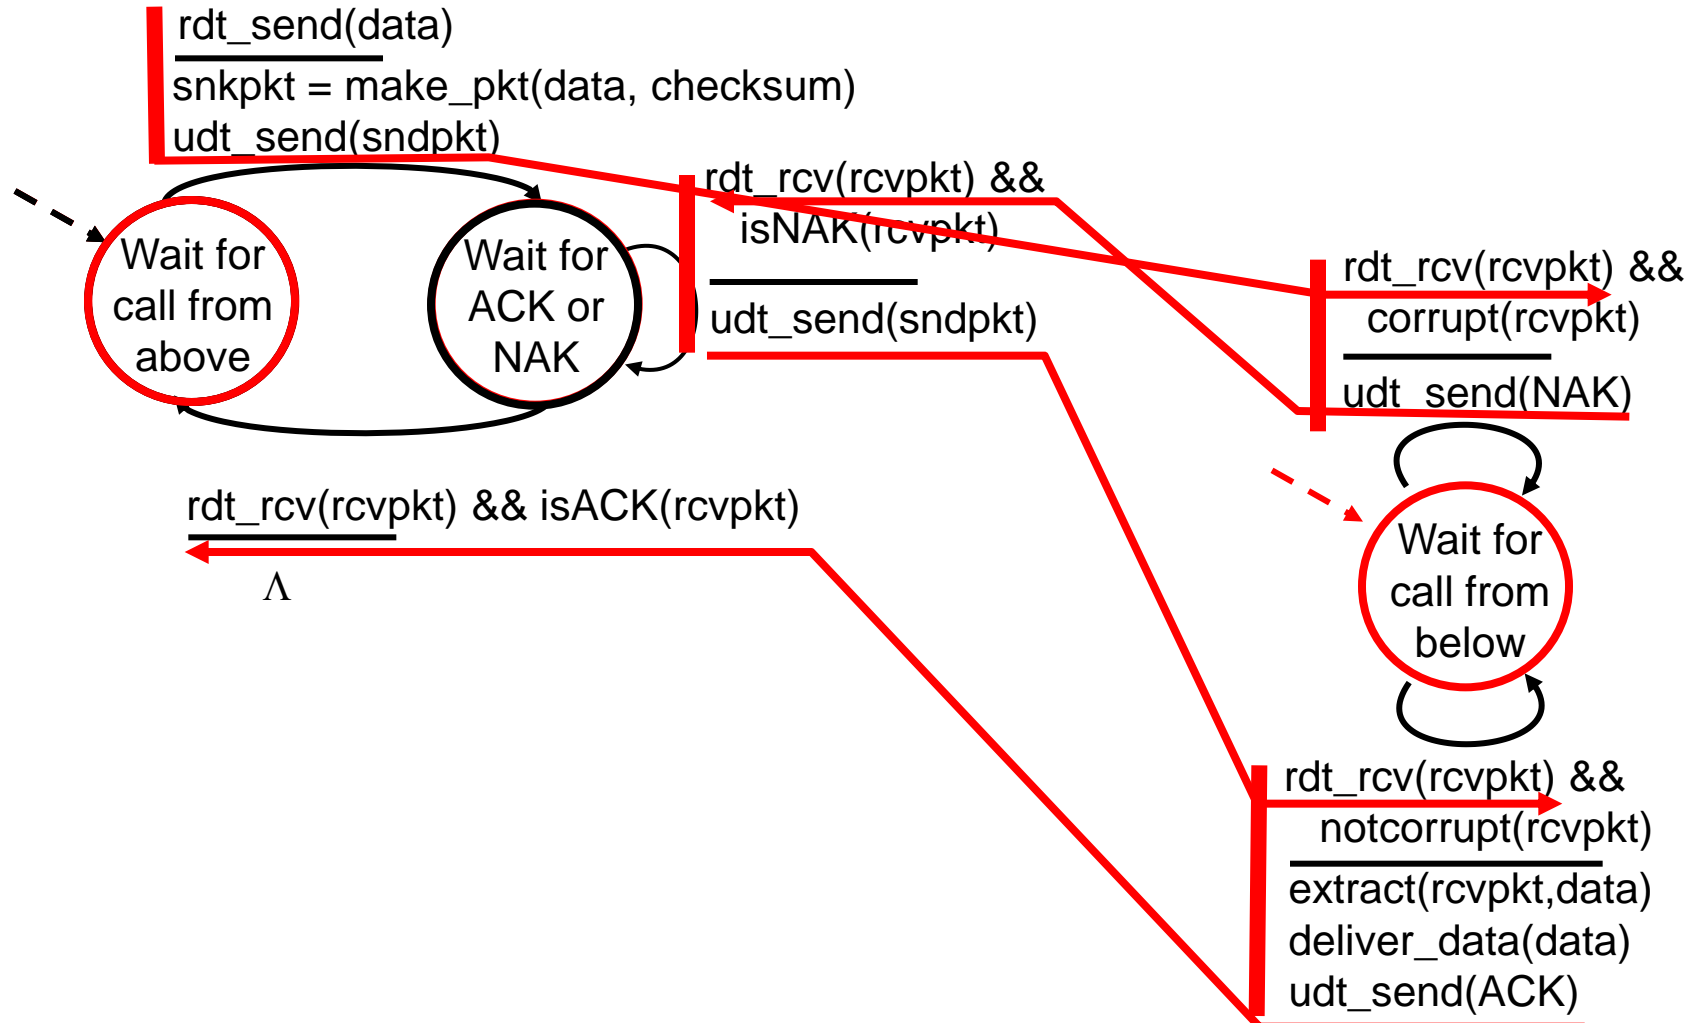 rdt_send(data)
snkpkt = make_pkt(data, checksum)
udt_send(sndpkt)
Wait for
call from
above
Wait for
ACK or
NAK
rdt_rcv(rcvpkt) &&
isNAK(rcvpkt)
udt_send(sndpkt)
rdt_rcv(rcvpkt) && isACK(rcvpkt)
Λ
rdt_rcv(rcvpkt) &&
corrupt(rcvpkt)
udt_send(NAK)
Wait for
call from
below
rdt_rcv(rcvpkt) &&
notcorrupt(rcvpkt)
extract(rcvpkt,data)
deliver_data(data)
udt_send(ACK)